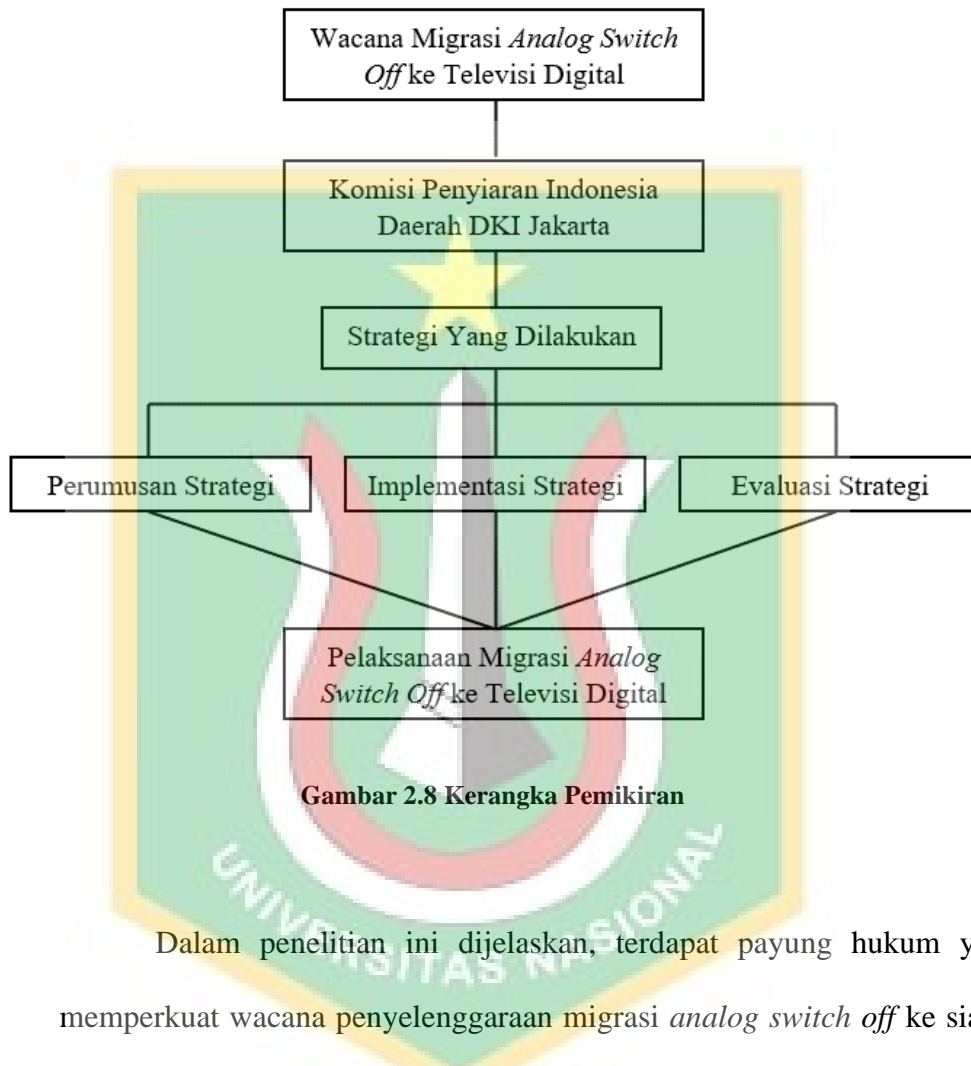 Wacana Migrasi Analog Switch
Off ke Televisi Digital
Komisi Penyiaran Indonesia
Daerah DKI Jakarta
Strategi Yang Dilakukan
Perumusan Strategi
Implementasi Strategi
Evaluasi Strategi
Pelaksanaan Migrasi Analog
Switch Off ke Televisi Digital
Gambar 2.8 Kerangka Pemikiran
UNIVERSITAS NASIONAL
Dalam penelitian ini dijelaskan, terdapat payung hukum y
memperkuat wacana penyelenggaraan migrasi analog switch off ke sia